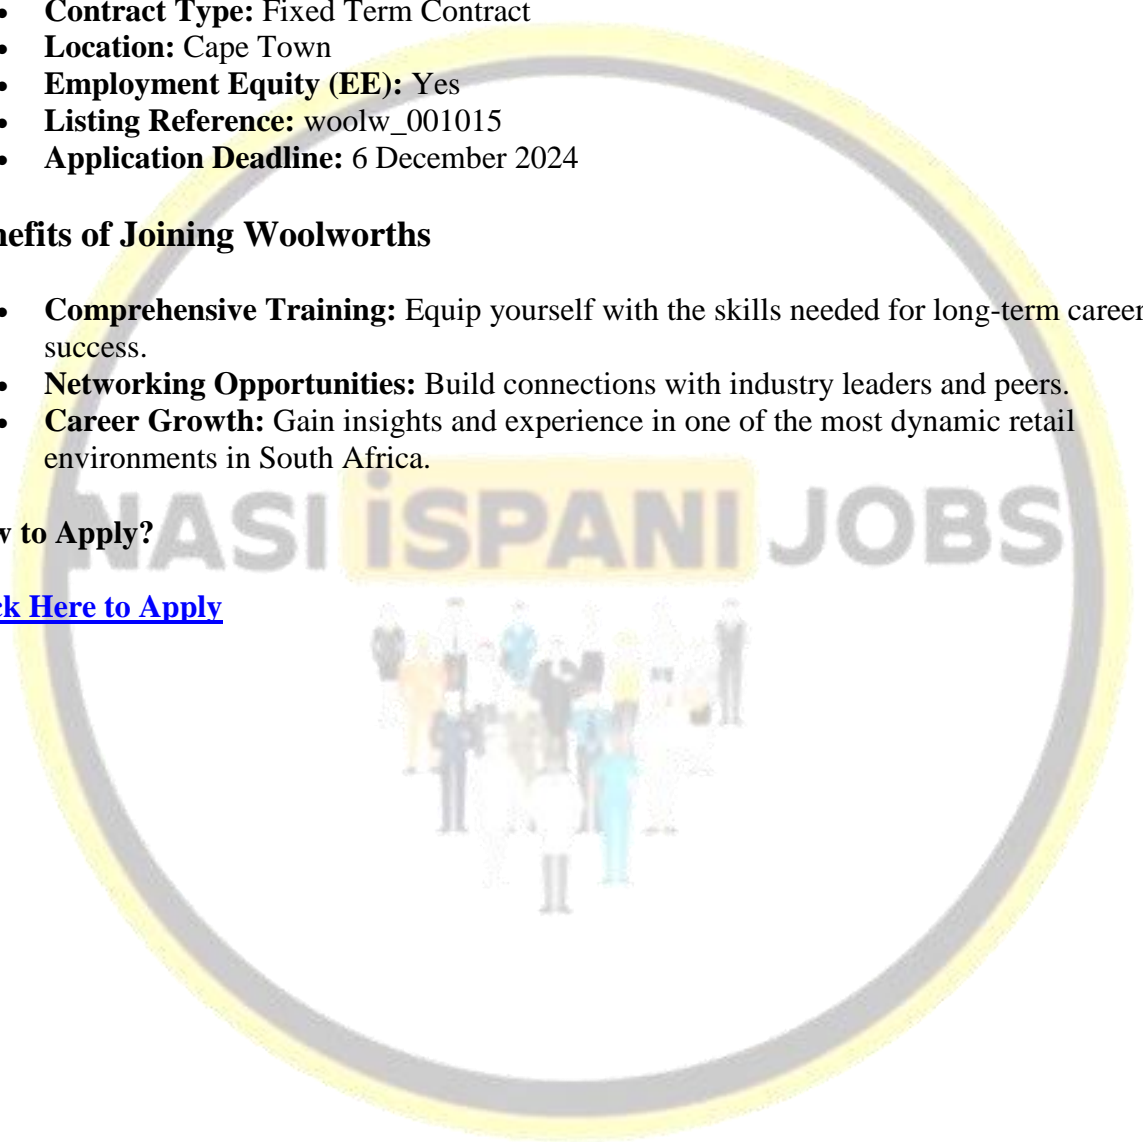 • Contract Type: Fixed Term Contract
• Location: Cape Town
• Employment Equity (EE): Yes
• Listing Reference: woolw_001015
• Application Deadline: 6 December 2024
nefits of Joining Woolworths
• Comprehensive Training: Equip yourself with the skills needed for long-term career
success.
• Networking Opportunities: Build connections with industry leaders and peers.
• Career Growth: Gain insights and experience in one of the most dynamic retail
environments in South Africa.
NASI iSPANI JOBS
w to Apply?
ck Here to Apply